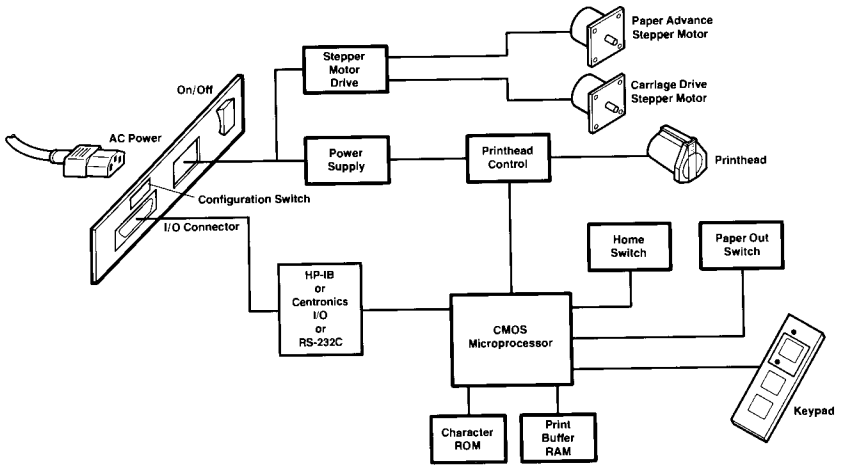 Paper Advance
Stepper Motor
Stepper
Motor
Drive
On/Off
Carriage Drive
Stepper Motor
AC Power
Power
Supply
Printhead
Control
Printhead
Configuration Switch
I/O Connector
Home
Switch
Paper Out
Switch
HP-IB
or
Centronics
I/O
or
RS-232C
CMOS
Microprocessor
Keypad
Character
ROM
Print
Buffer
RAM